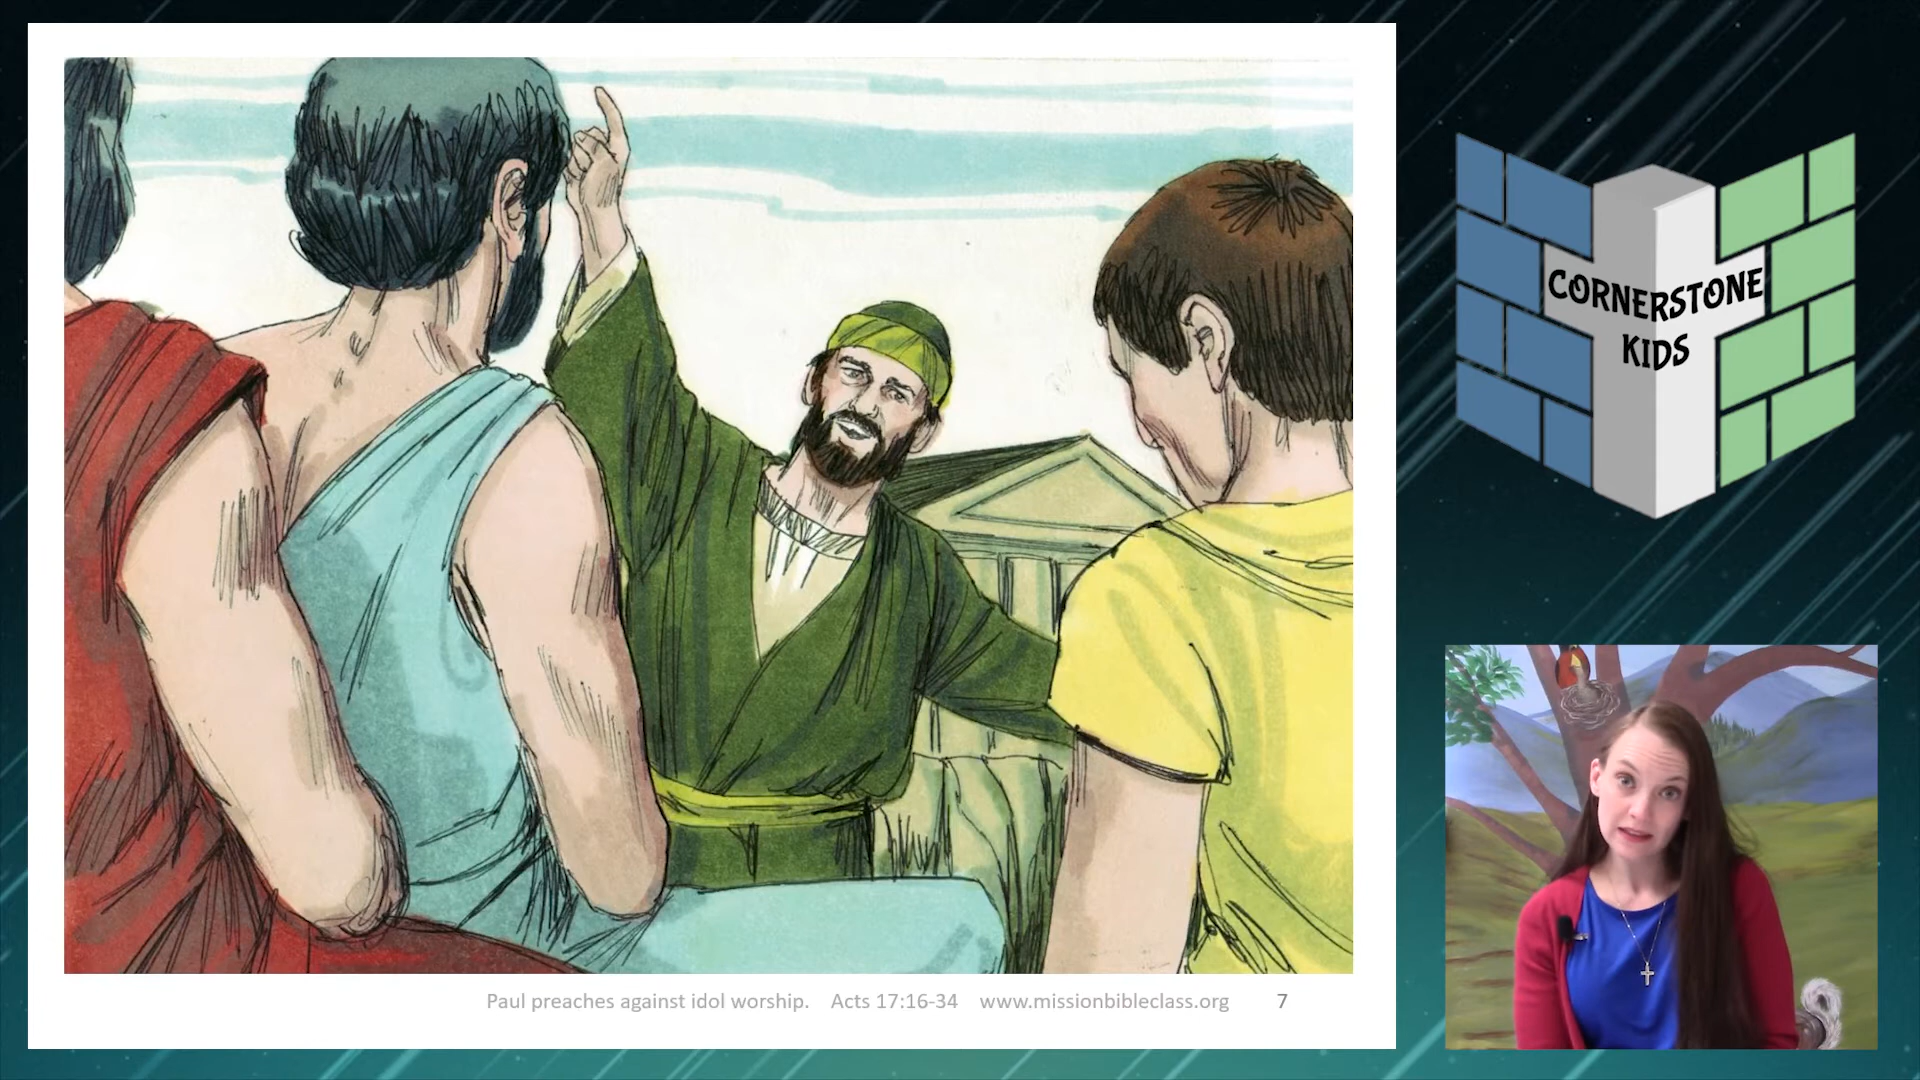 CORNERSTONE
KIDS
Paul preaches against idol worship. Acts 17:16-34 www.missionbibleclass.org 7